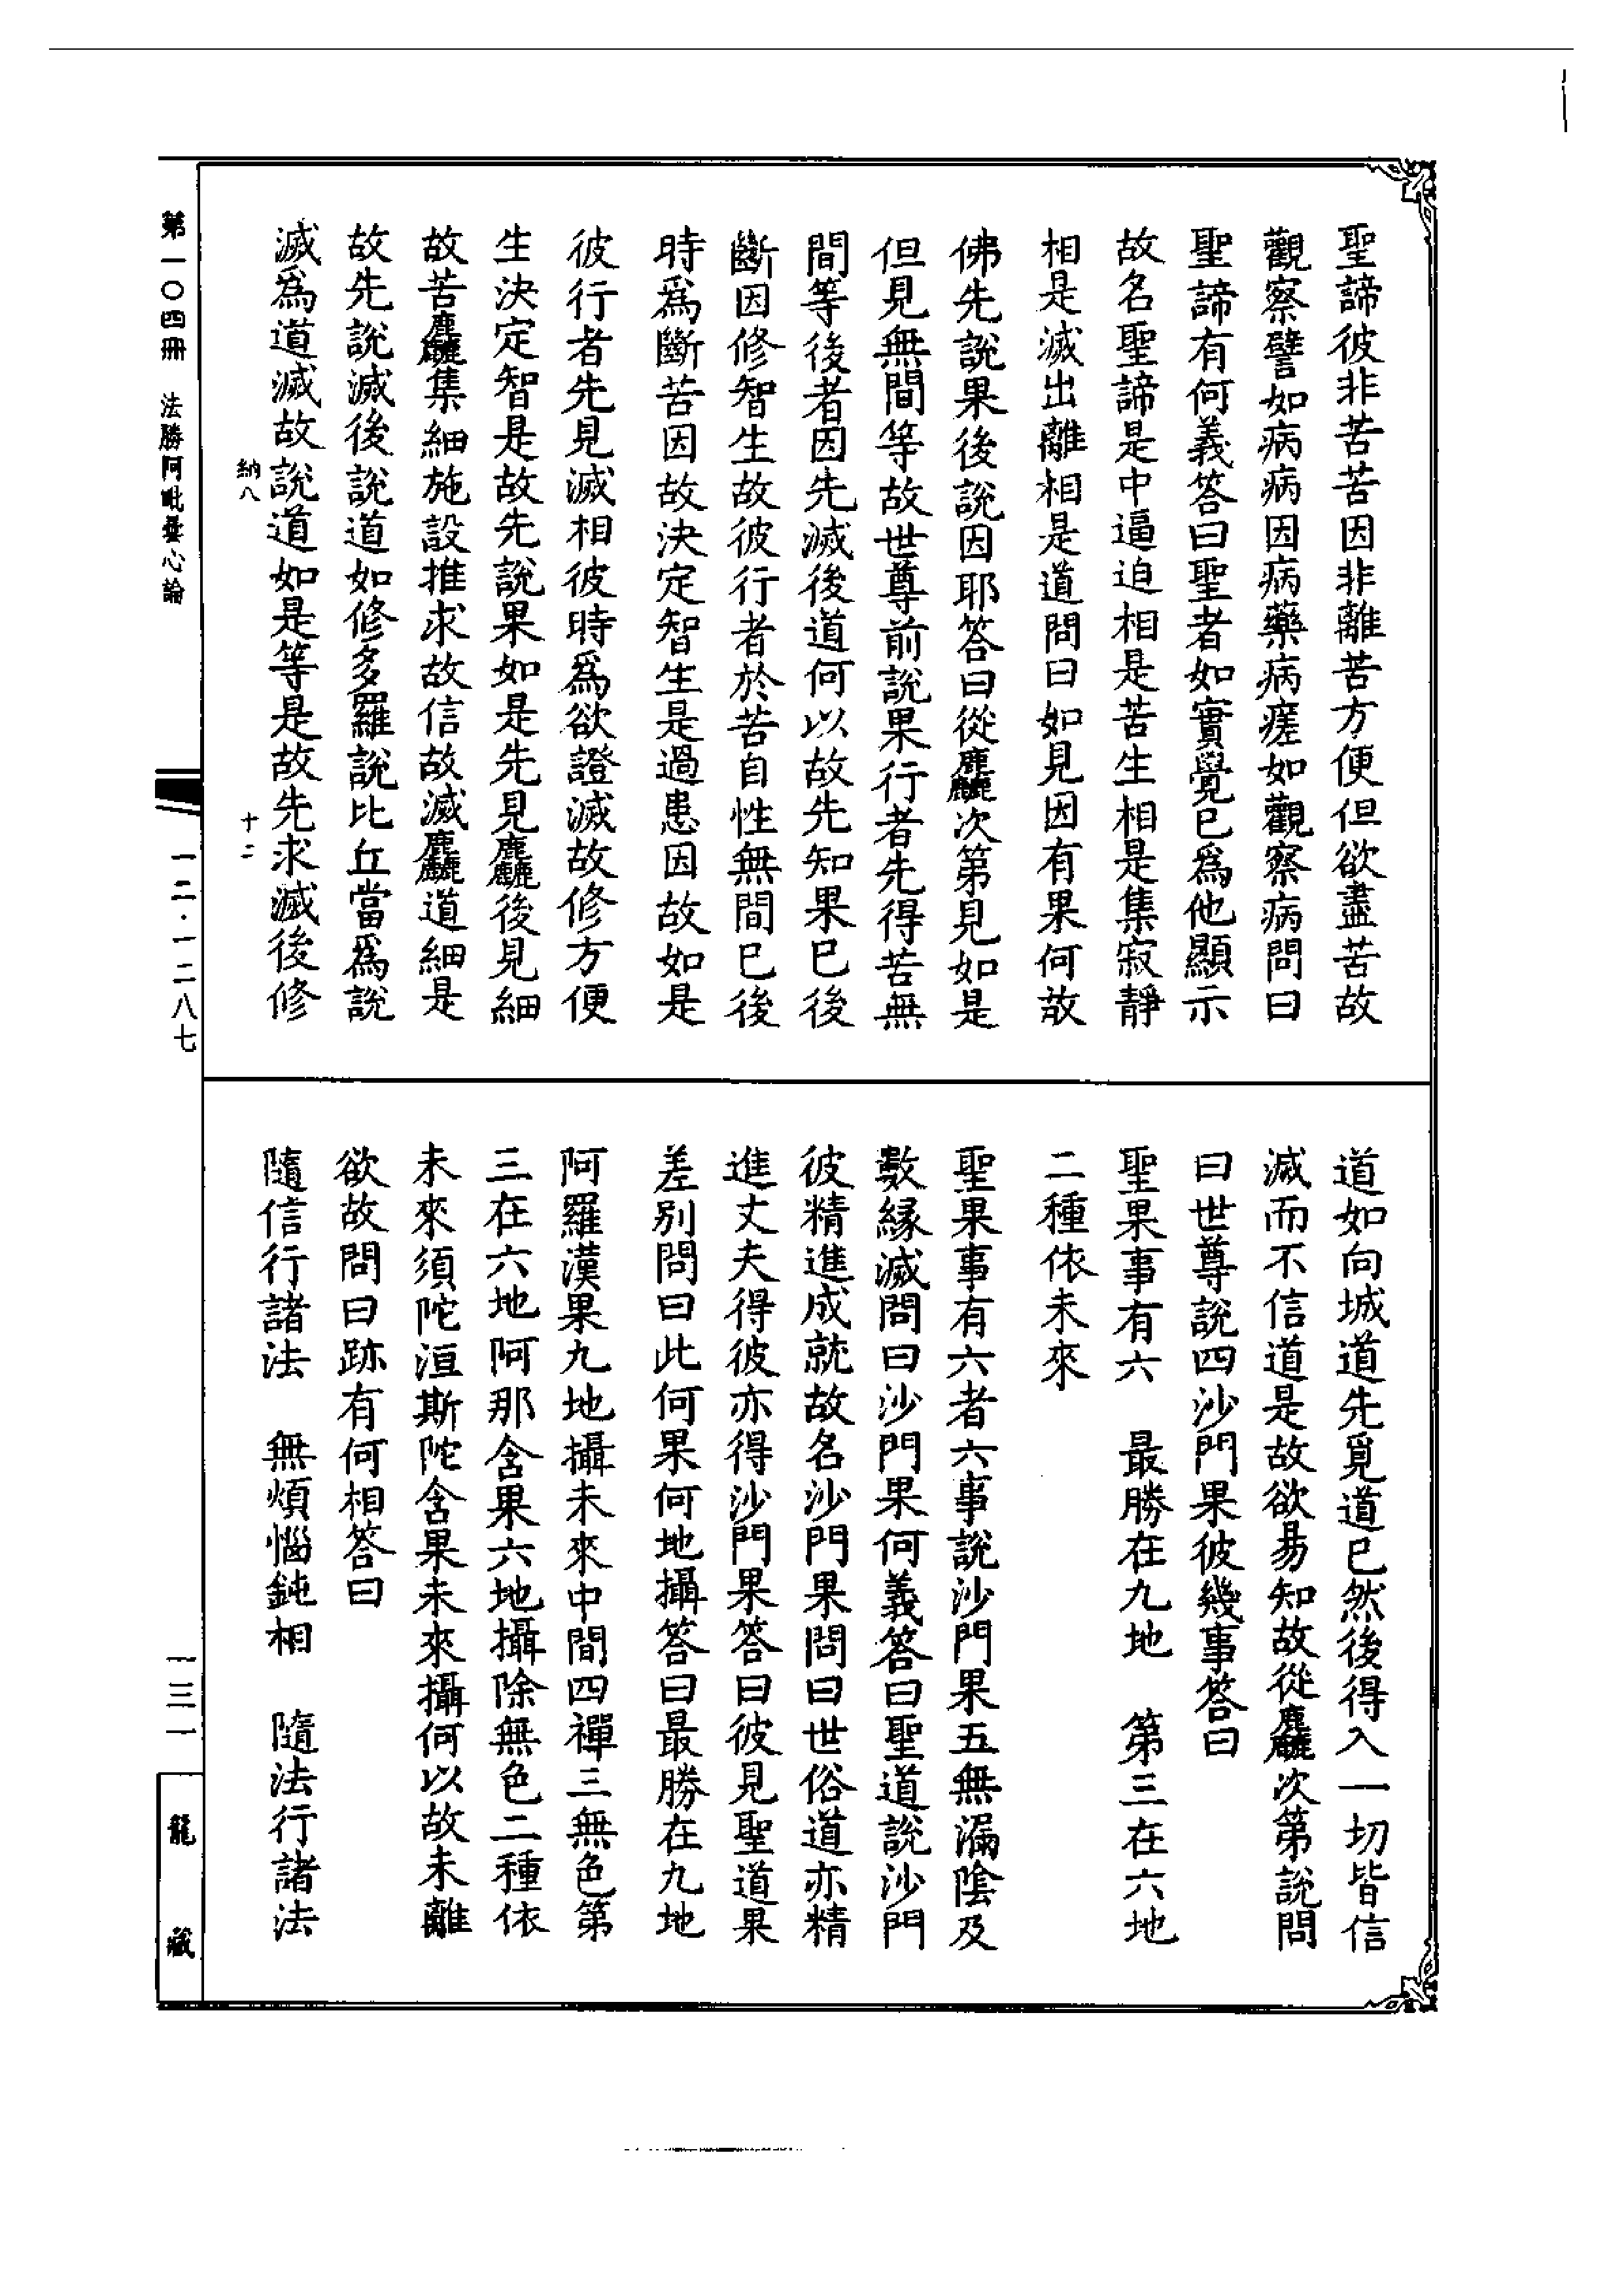 聖諦彼非苦苦因非離苦方便但欲盡苦故
觀察譬如病病因病藥病瘥如觀察病問曰
聖諦有何義答曰聖者如實覺已爲他顯示
故名聖諦是中逼迫相是苦生相是集寂靜
相是滅出離相是道問曰如見因有果何故
佛先說果後說因耶答曰從麤次第見如是
但見無間等故世尊前說果行者先得苦無
間等後者因先滅後道何以故先知果巳後
斷因修智生故彼行者於苦自性無間巳後
時爲斷苦因故決定智生是過患因故如是
彼行者先見滅相彼時爲欲證滅故修方便
生決定智是故先說果如是先見麤後見細
故苦麤集細施設推求故信故滅麤道細是
故先說滅後說道如修多羅說比丘當爲說
滅爲道滅故說道如是等是故先求滅後修
納八
十二
道如向城道先覓道已然後得入一切皆信
滅而不信道是故欲易知故從麤次第說問
曰世尊說四沙門果彼幾事答曰
聖果事有六　最勝在九地　第三在六地
二種依未來
聖果事有六者六事說沙門果五無漏陰及
數緣滅問曰沙門果何義答曰聖道說沙門
彼精進成就故名沙門果問曰世俗道亦精
進丈夫得彼亦得沙門果答曰彼見聖道果
差別問曰此何果何地攝答曰最勝在九地
阿羅漢果九地攝未來中間四禪三無色第
三在六地阿那含果六地攝除無色二種依
未來須陀洹斯陀含果未來攝何以故未離
欲故問曰跡有何相答曰
隨信行諸法　無煩惱鈍相　隨法行諸法
第一〇四冊　法勝阿毗曇心論
一二·一二八七
一三一
龍藏